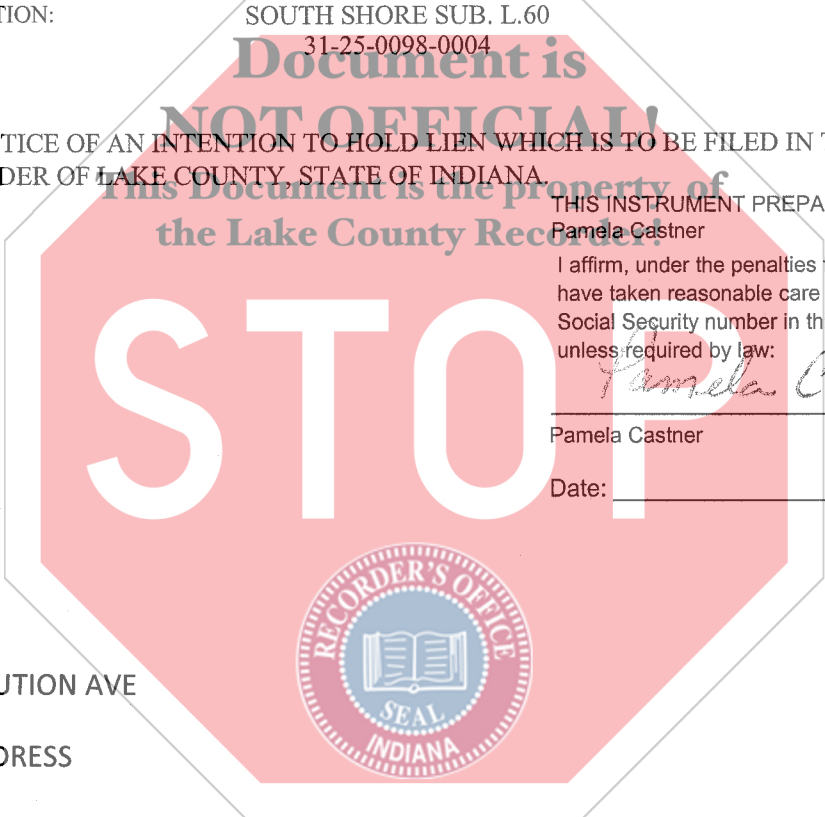 TION:
SOUTH SHORE SUB. L.60
31-25-0098-0004
Document is
NOT OFFICIAL!
TICE OF AN INTENTION TO HOLD LIEN WHICH IS TO BE FILED IN T
DER OF LAKE COUNTY, STATE OF INDIANA.
This Document is the property of
the Lake County Recorder!
THIS INSTRUMENT PREPA
Pamela Castner
I affirm, under the penalties
have taken reasonable care
Social Security number in th
unless required by law:
Pamela C
Pamela Castner
Date:
STOP
RECORDER'S OFFICE
SEAL
INDIANA
UTION AVE
DRESS